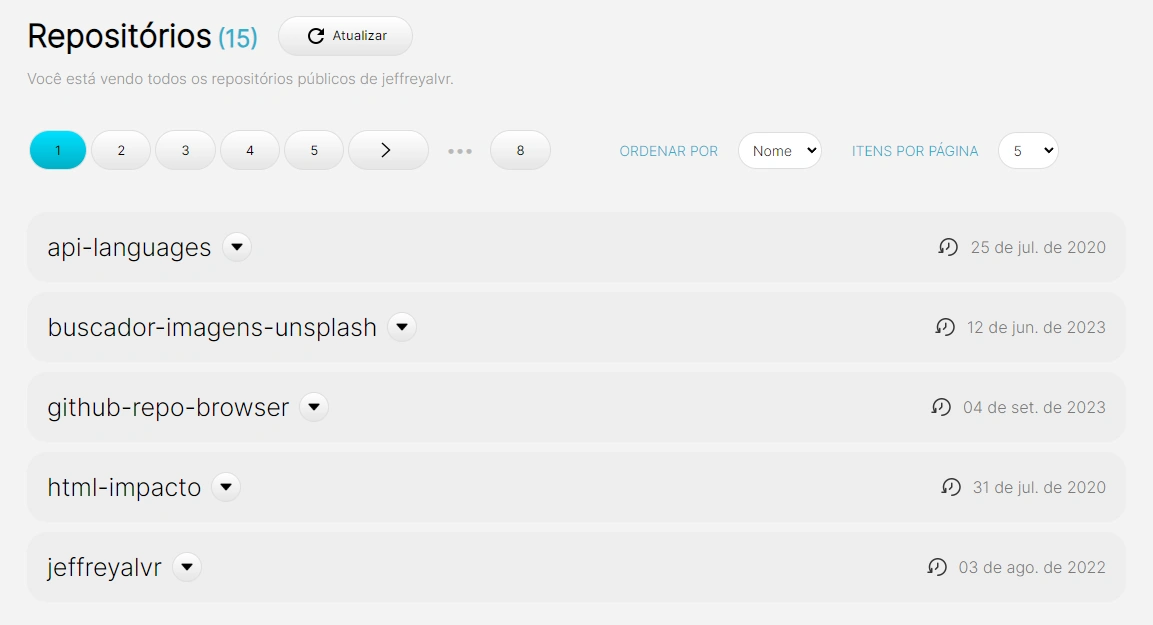 Repositórios (15) Atualizar
Você está vendo todos os repositórios públicos de jeffreyalvr.
1 2 3 4 5 8 ORDENAR POR Nome ITENS POR PÁGINA 5
api-languages 25 de jul. de 2020
buscador-imagens-unsplash 12 de jun. de 2023
github-repo-browser 04 de set. de 2023
html-impacto 31 de jul. de 2020
jeffreyalvr 03 de ago. de 2022